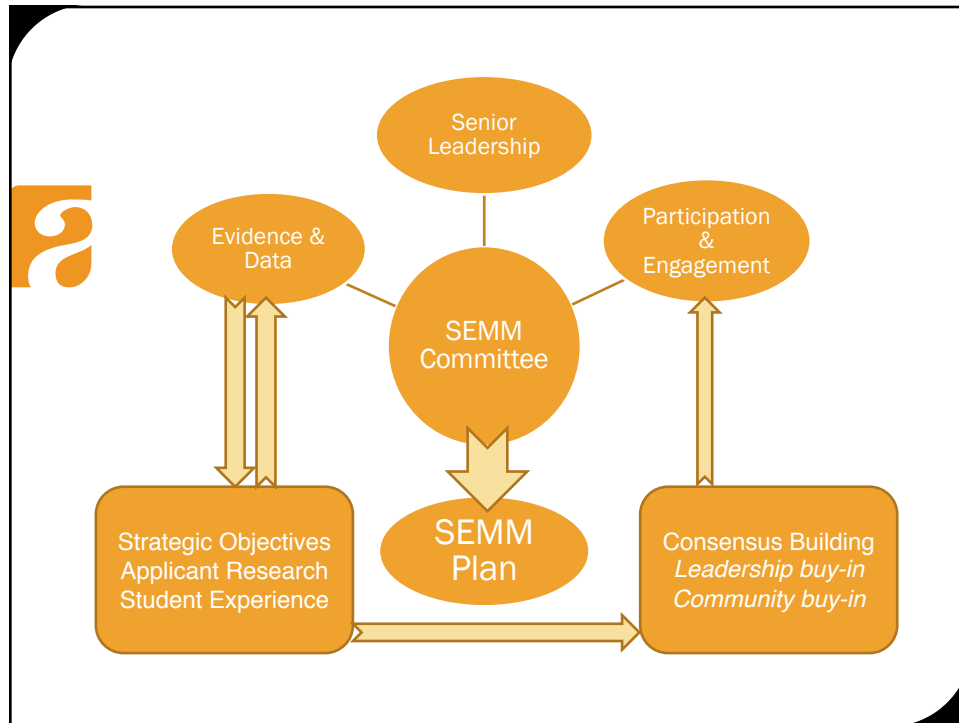 Senior
Leadership
Evidence &
Data
Participation
&
Engagement
SEMM
Committee
Strategic Objectives
Applicant Research
Student Experience
SEMM
Plan
Consensus Building
Leadership buy-in
Community buy-in